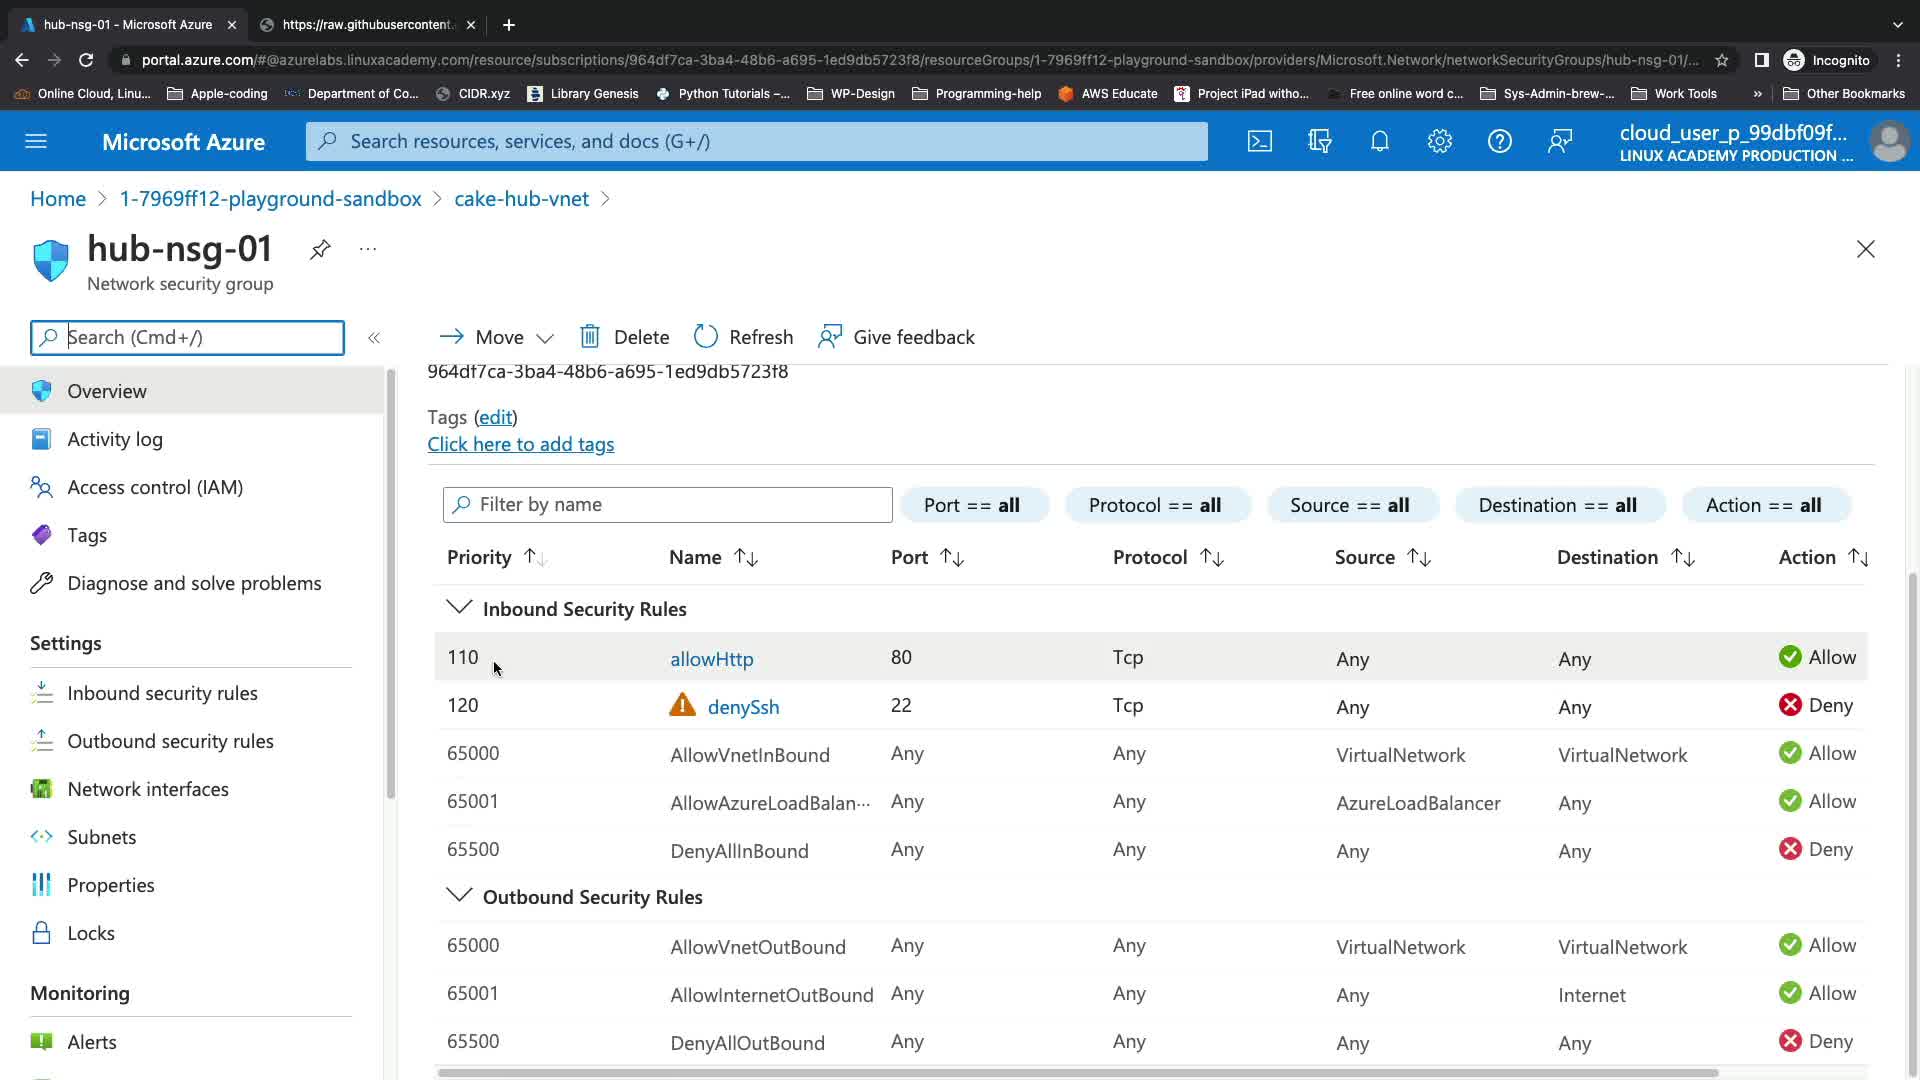 hub-nsg-01 - Microsoft Azure
https://raw.githubusercontent.
portal.azure.com/#@azurelabs.linuxacademy.com/resource/subscriptions/964df7ca-3ba4-48b6-a695-1ed9db5723f8/resourceGroups/1-7969ff12-playground-sandbox/providers/Microsoft.Network/networkSecurityGroups/hub-nsg-01/...
Incognito
Online Cloud, Linu... Apple-coding Department of Co... CIDR.xyz Library Genesis Python Tutorials –... WP-Design Programming-help AWS Educate Project iPad witho... Free online word c... Sys-Admin-brew-... Work Tools » Other Bookmarks
Microsoft Azure
Search resources, services, and docs (G+/)
cloud_user_p_99dbf09f...
LINUX ACADEMY PRODUCTION ...
Home > 1-7969ff12-playground-sandbox > cake-hub-vnet >
hub-nsg-01 ...
Network security group
Search (Cmd+/) «
Move Delete Refresh Give feedback
Overview
Activity log
Access control (IAM)
Tags
Diagnose and solve problems
Settings
Inbound security rules
Outbound security rules
Network interfaces
Subnets
Properties
Locks
Monitoring
Alerts
964df7ca-3ba4-48b6-a695-1ed9db5723f8
Tags (edit)
Click here to add tags
Filter by name Port == all Protocol == all Source == all Destination == all Action == all
Priority Name Port Protocol Source Destination Action
Inbound Security Rules
110 allowHttp 80 Tcp Any Any Allow
120 denySsh 22 Tcp Any Any Deny
65000 AllowVnetInBound Any Any VirtualNetwork VirtualNetwork Allow
65001 AllowAzureLoadBalan··· Any Any AzureLoadBalancer Any Allow
65500 DenyAllInBound Any Any Any Any Deny
Outbound Security Rules
65000 AllowVnetOutBound Any Any VirtualNetwork VirtualNetwork Allow
65001 AllowInternetOutBound Any Any Any Internet Allow
65500 DenyAllOutBound Any Any Any Any Deny